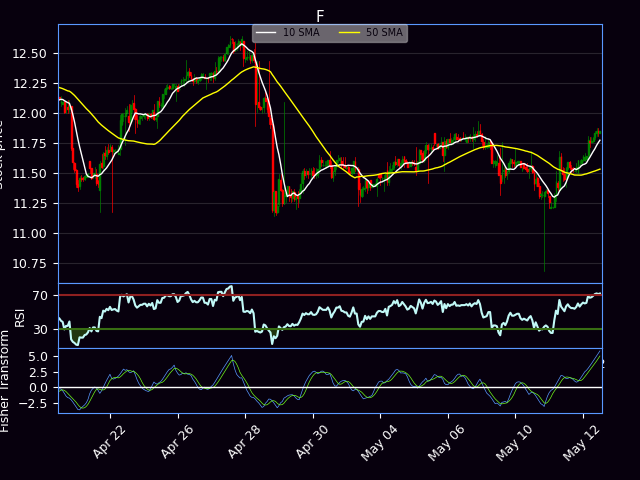 F
10 SMA
50 SMA
12.50
12.25
12.00
11.75
11.50
11.25
11.00
10.75
Stock price
70
30
RSI
5.0
2.5
0.0
−2.5
Fisher Transform
Apr 22
Apr 26
Apr 28
Apr 30
May 04
May 06
May 10
May 12